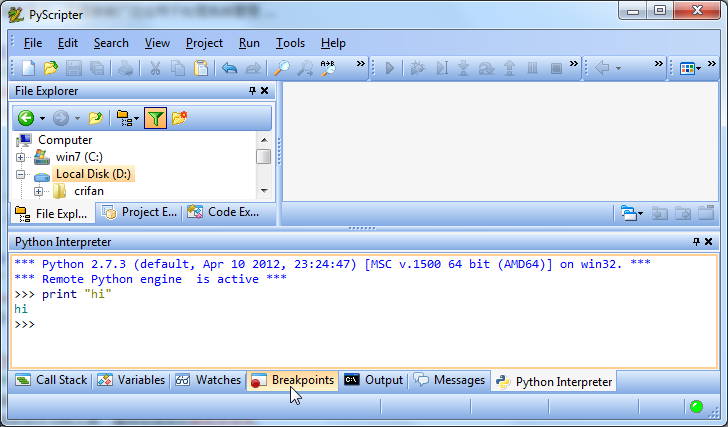 PyScripter
File Edit Search View Project Run Tools Help
File Explorer
Computer
win7 (C:)
Local Disk (D:)
crifan
File Expl... Project E... Code Ex...
Python Interpreter
*** Python 2.7.3 (default, Apr 10 2012, 23:24:47) [MSC v.1500 64 bit (AMD64)] on win32. ***
*** Remote Python engine  is active ***
>>> print "hi"
hi
>>>
Call Stack Variables Watches Breakpoints Output Messages Python Interpreter